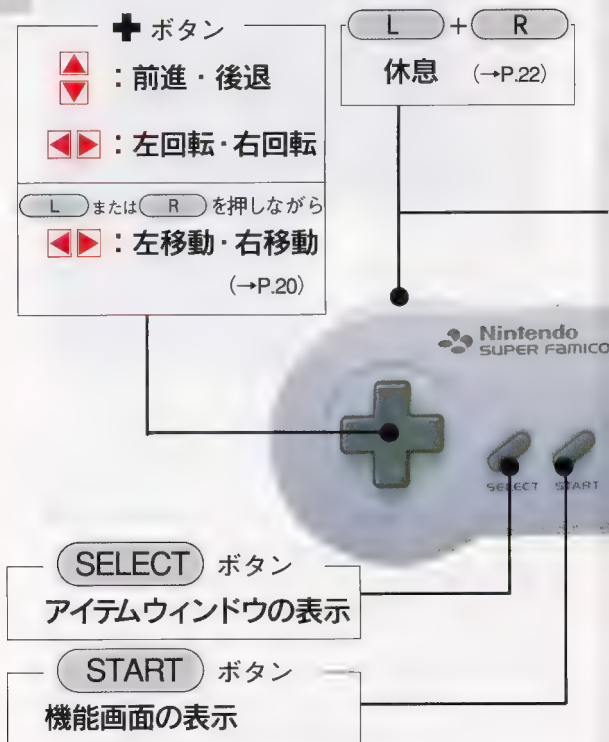 ✚ ボタン
▲▼：前進・後退
◀▶：左回転・右回転
L または R を押しながら
◀▶：左移動・右移動
（→P.20）
L + R
休息 （→P.22）
Nintendo
SUPER FAMICO
SELECT START
SELECT ボタン
アイテムウィンドウの表示
START ボタン
機能画面の表示